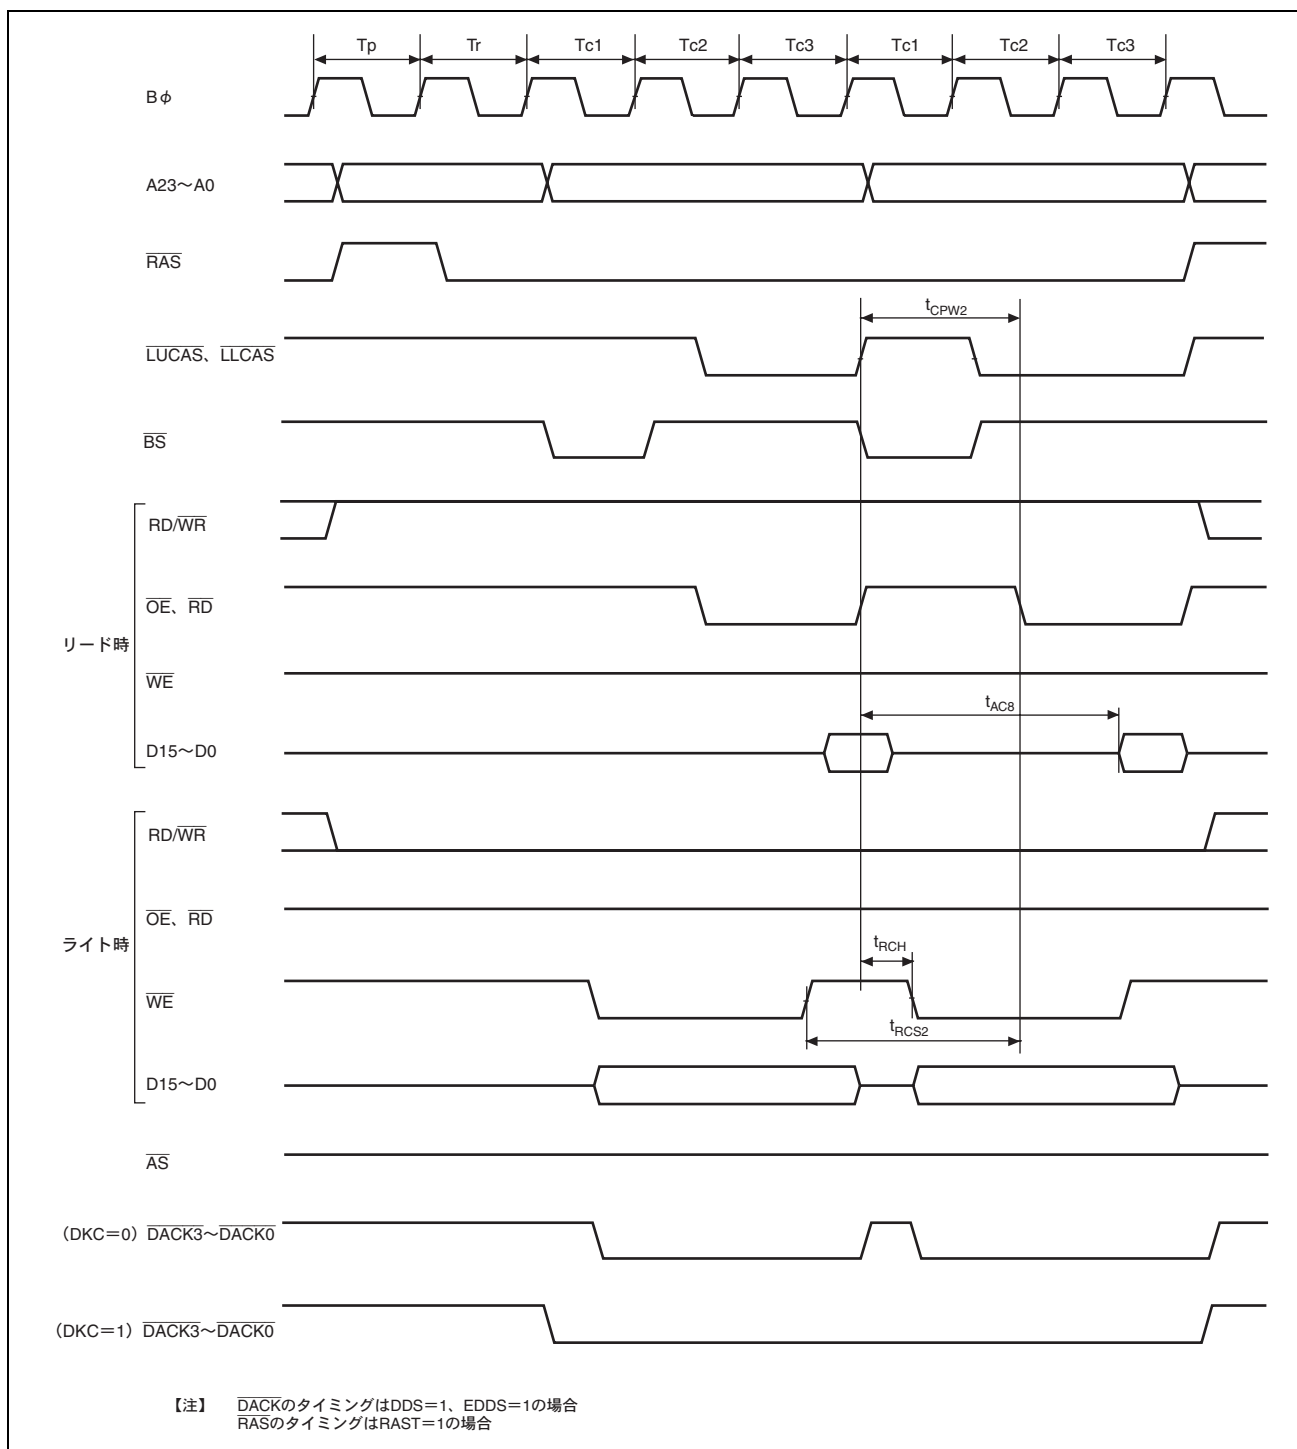 Tp Tr Tc1 Tc2 Tc3 Tc1 Tc2 Tc3
Bφ
A23～A0
RAS
tCPW2
LUCAS、LLCAS
BS
RD/WR
OE、RD
リード時
WE
tAC8
D15～D0
RD/WR
OE、RD
ライト時
tRCH
WE
tRCS2
D15～D0
AS
（DKC＝0）DACK3～DACK0
（DKC＝1）DACK3～DACK0
【注】 DACKのタイミングはDDS＝1、EDDS＝1の場合
RASのタイミングはRAST＝1の場合